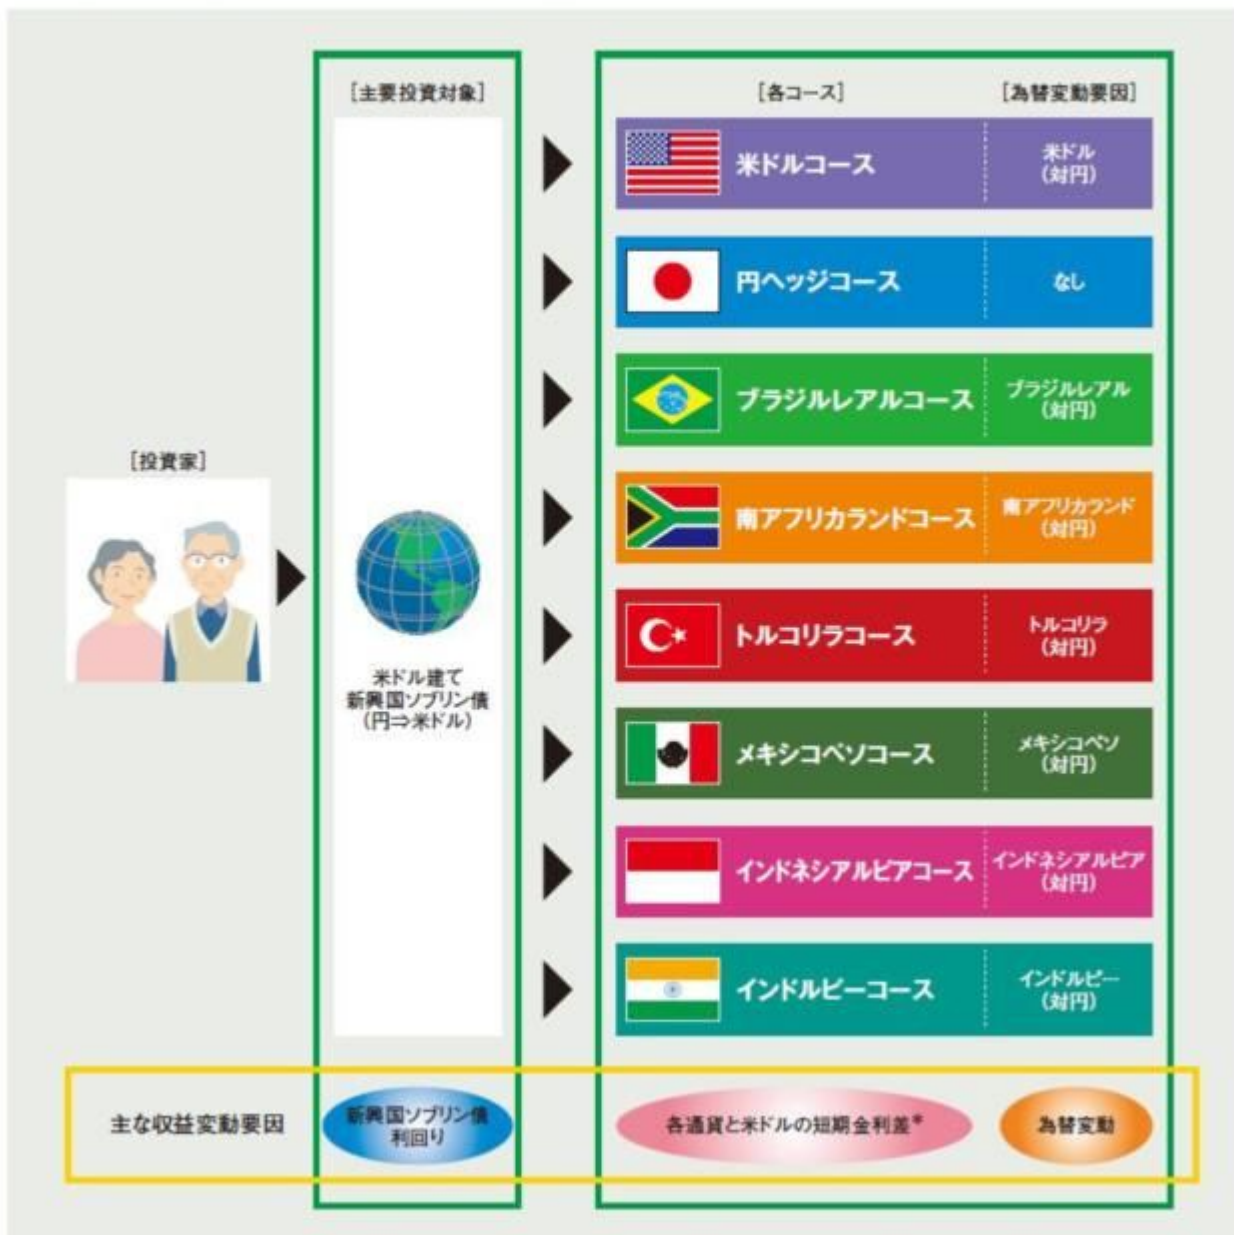 [主要投資対象]
[各コース]
[為替変動要因]
米ドルコース
米ドル
(対円)
円ヘッジコース
なし
ブラジルレアルコース
ブラジルレアル
(対円)
[投資家]
南アフリカランドコース
南アフリカランド
(対円)
米ドル建て
新興国ソブリン債
(円⇒米ドル)
トルコリラコース
トルコリラ
(対円)
メキシコペソコース
メキシコペソ
(対円)
インドネシアルピアコース
インドネシアルピア
(対円)
インドルピーコース
インドルピー
(対円)
主な収益変動要因
新興国ソブリン債
利回り
各通貨と米ドルの短期金利差*
為替変動